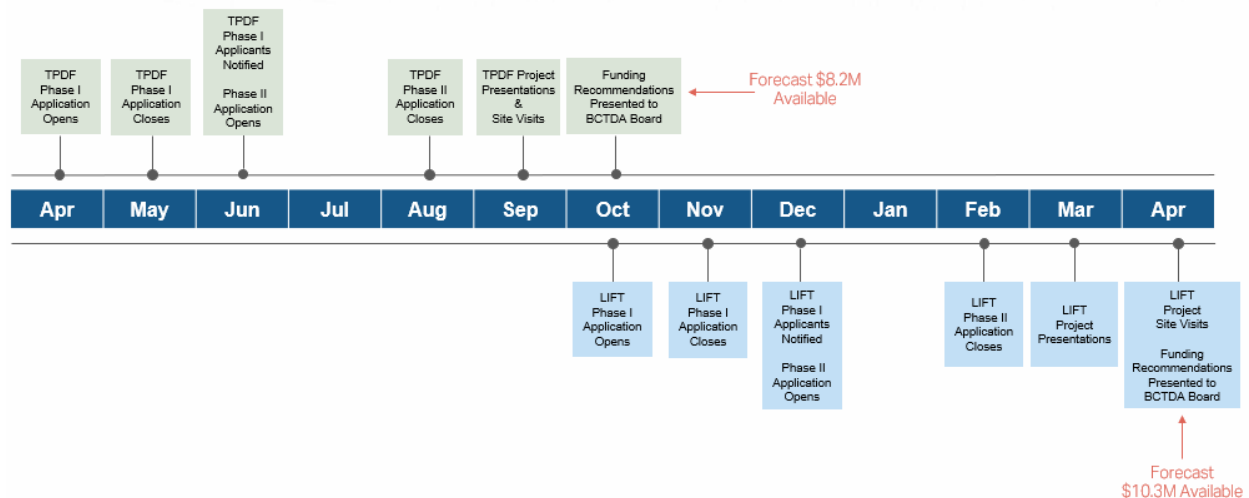 TPDF
Phase I
Application
Opens
TPDF
Phase I
Application
Closes
TPDF
Phase I
Applicants
Notified
Phase II
Application
Opens
TPDF
Phase II
Application
Closes
TPDF Project
Presentations
&
Site Visits
Funding
Recommendations
Presented to
BCTDA Board
Forecast $8.2M
Available
Apr May Jun Jul Aug Sep Oct Nov Dec Jan Feb Mar Apr
LIFT
Phase I
Application
Opens
LIFT
Phase I
Application
Closes
LIFT
Phase I
Applicants
Notified
Phase II
Application
Opens
LIFT
Phase II
Application
Closes
LIFT
Project
Presentations
LIFT
Project
Site Visits
Funding
Recommendations
Presented to
BCTDA Board
Forecast
$10.3M Available